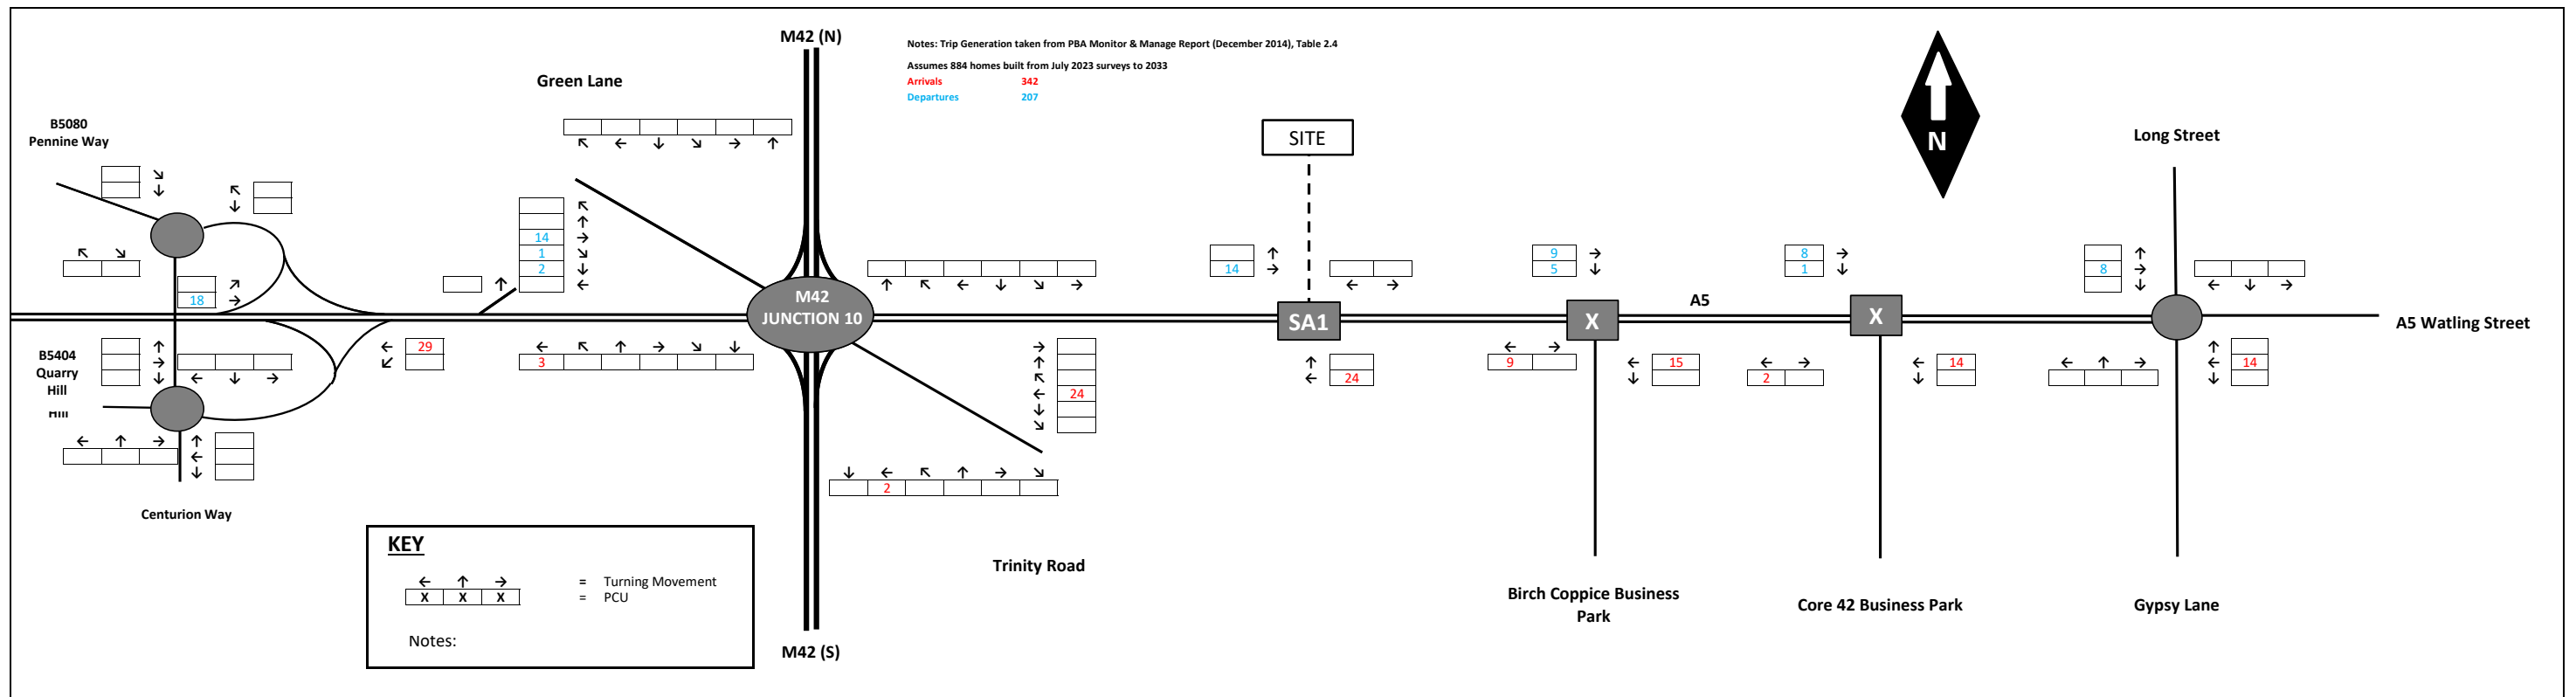 M42 (N)
Notes: Trip Generation taken from PBA Monitor & Manage Report (December 2014), Table 2.4
Assumes 884 homes built from July 2023 surveys to 2033
Arrivals 342
Departures 207
Green Lane
B5080
Pennine Way
SITE
N
Long Street
↖ ← ↓ ↘ → ↑
↘
↓
↖
↓
↖
↑
14 →
1 ↘
2 ↓
←
↖ ↘
↗
18 →
↑
↑ ↖ ← ↓ ↘ →
↑
14 →
← →
9 →
5 ↓
8 →
1 ↓
↑
8 →
↓
← ↓ →
M42
JUNCTION 10
SA1
X
A5
X
A5 Watling Street
B5404
Quarry
Hill
Hill
↑
→
↓
← ↓ →
← 29
↙
← ↖ ↑ → ↘ ↓
3
→
↑
↖
← 24
↓
↘
↑
← 24
← →
9
← 15
↓
← →
2
← 14
↓
← ↑ →
↑
← 14
↓
← ↑ →
↑
←
↓
↓ ← ↖ ↑ → ↘
2
Centurion Way
KEY
← ↑ → = Turning Movement
X X X = PCU
Notes:
Trinity Road
M42 (S)
Birch Coppice Business
Park
Core 42 Business Park
Gypsy Lane